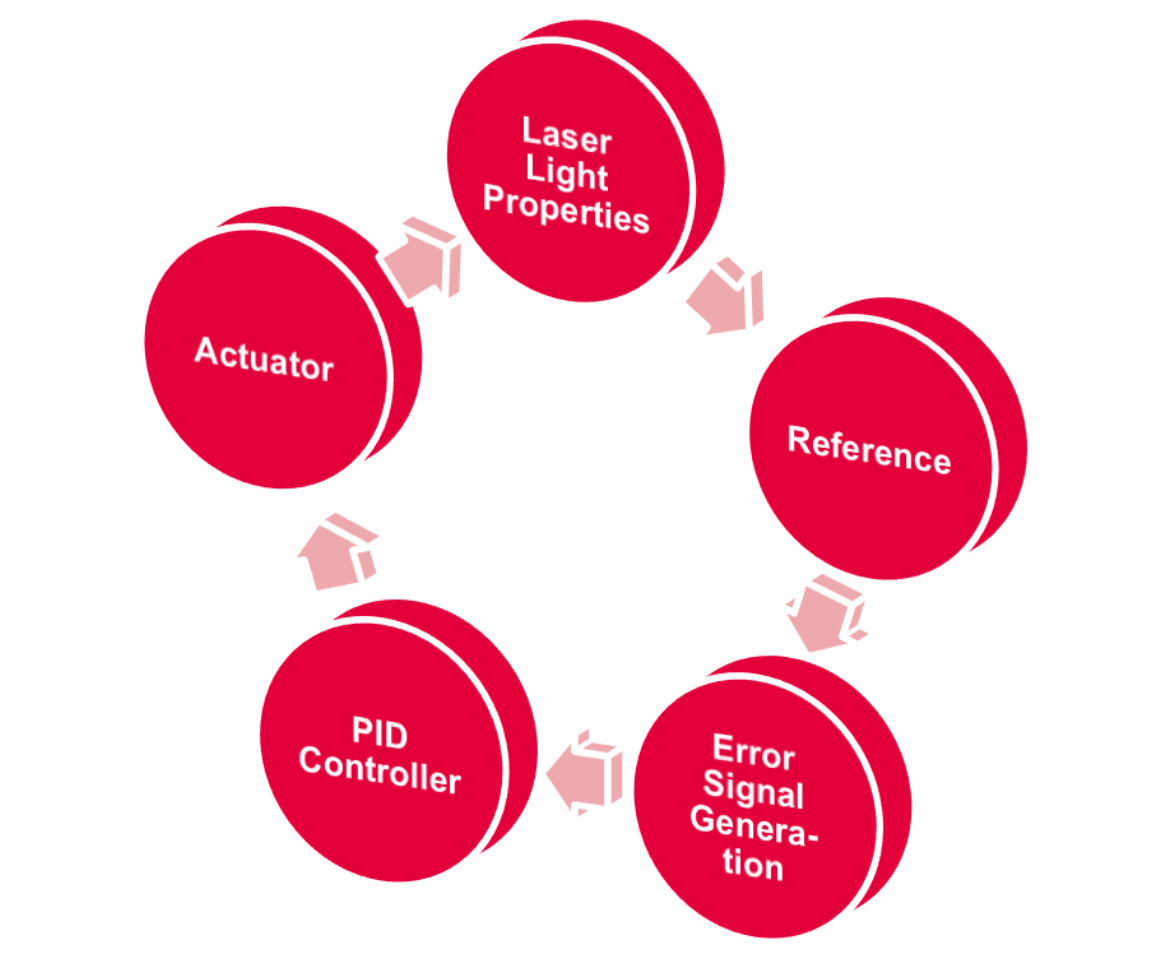 Laser
Light
Properties
Reference
Error
Signal
Genera-
tion
PID
Controller
Actuator